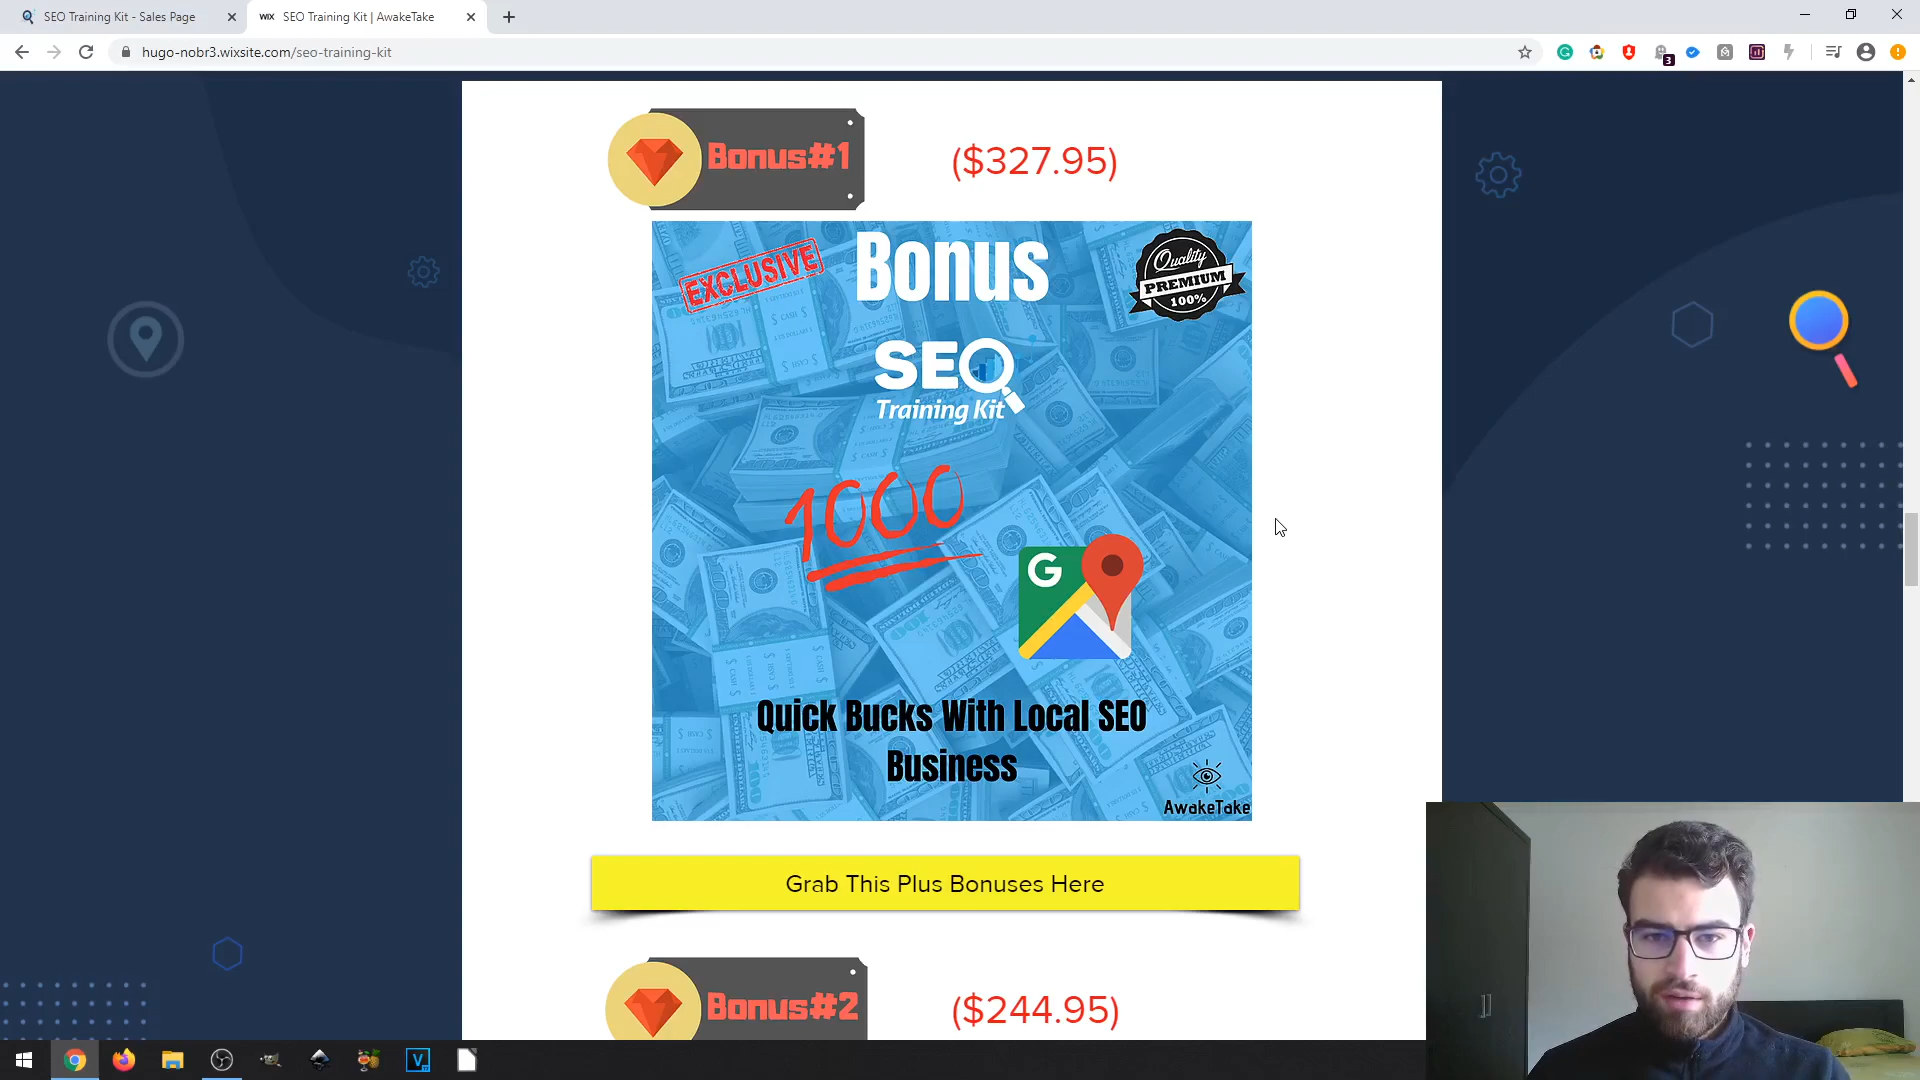 SEO Training Kit - Sales Page
WiX
SEO Training Kit | AwakeTake
hugo-nobr3.wixsite.com/seo-training-kit
3
Bonus#1
($327.95)
EXCLUSIVE
Bonus
Quality
PREMIUM
100%
SEO
Training Kit
1000
G
Quick Bucks With Local SEO
Business
AwakeTake
Grab This Plus Bonuses Here
Bonus#2
($244.95)
V